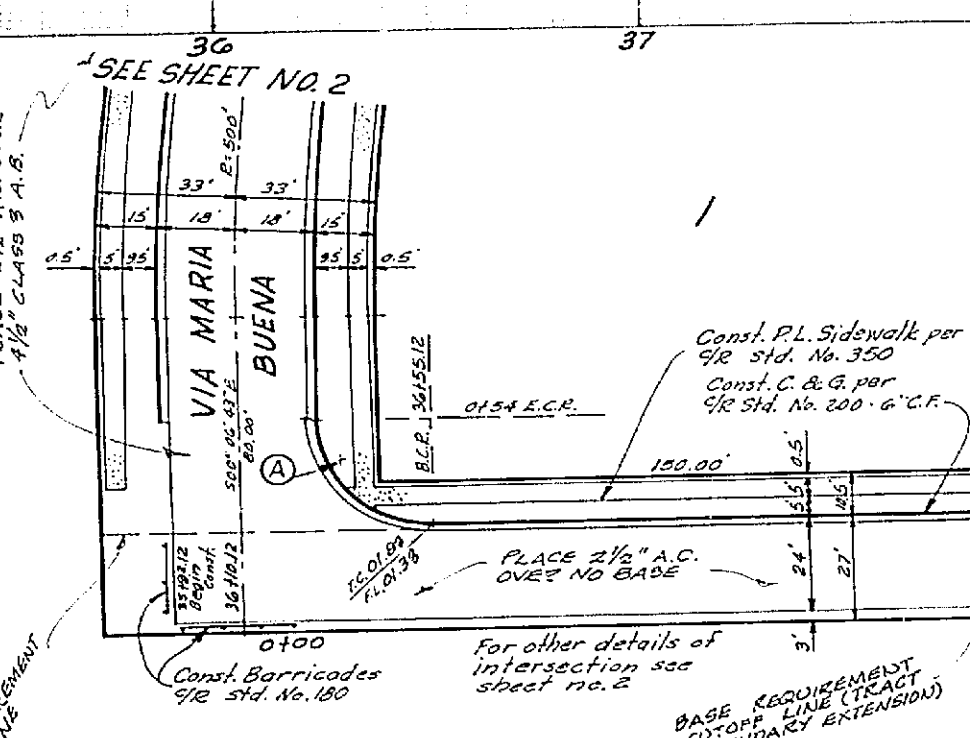 36
37
SEE SHEET NO. 2
4½" CLASS 3 A.B.
R=500'
33' 33'
15' 18' 18' 15'
0.5' 5' 9.5' 9.5' 5' 0.5'
VIA MARIA
BUENA
S00° 06' 43" E
80.00'
A
B.C.R. 36+55.12
0+54 E.C.R.
Const. P.L. Sidewalk per
C/R Std. No. 350
Const. C. & G. per
C/R Std. No. 200 - 6" C.F.
150.00'
0.5'
5.5'
10.5'
24'
27'
3'
T.C. 01.89
F.L. 01.39
PLACE 2½" A.C.
OVER NO BASE
35+92.12
Begin
Const.
36+10.12
0+00
Const. Barricades
C/R Std. No. 180
For other details of
intersection see
sheet no. 2
BASE REQUIREMENT
CUTOFF LINE (TRACT
EXTENSION)